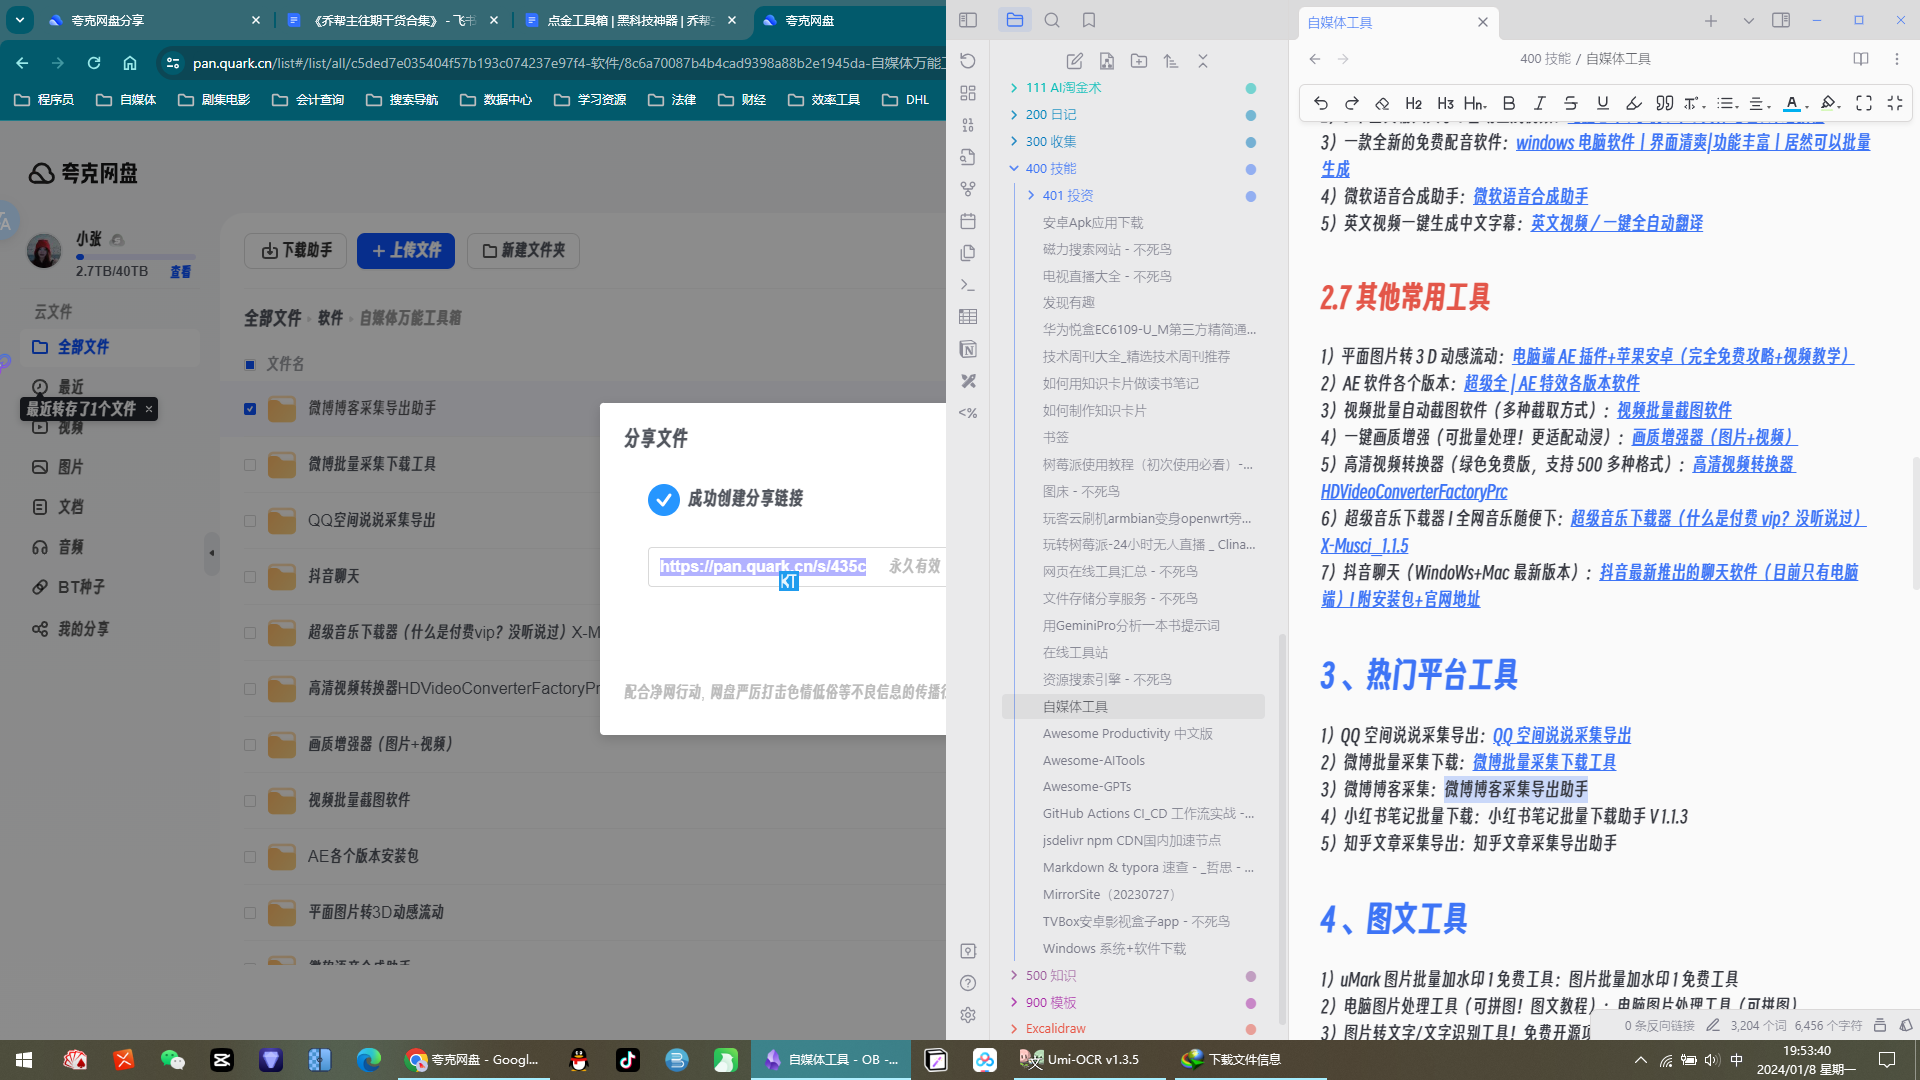 夸克网盘分享
《乔帮主往期干货合集》 - 飞书
点金工具箱 | 黑科技神器 | 乔帮
夸克网盘
pan.quark.cn/list#/list/all/c5ded7e035404f57b193c074237e97f4-软件/8c6a70087b4b4cad9398a88b2e1945da-自媒体万能工
程序员
自媒体
剧集电影
会计查询
搜索导航
数据中心
学习资源
法律
财经
效率工具
DHL
夸克网盘
小张
2.7TB/40TB 查看
云文件
全部文件
最近
最近转存了1个文件 ×
视频
图片
文档
音频
BT种子
我的分享
下载助手
+ 上传文件
新建文件夹
全部文件 软件 自媒体万能工具箱
文件名
微博博客采集导出助手
微博批量采集下载工具
QQ空间说说采集导出
抖音聊天
超级音乐下载器（什么是付费vip？没听说过）X-M
高清视频转换器HDVideoConverterFactoryPr
画质增强器（图片+视频）
视频批量截图软件
AE各个版本安装包
平面图片转3D动感流动
微软语音合成助手
分享文件
成功创建分享链接
https://pan.quark.cn/s/435c
永久有效
KT
配合净网行动, 网盘严厉打击色情低俗等不良信息的传播行
111 AI淘金术
200 日记
300 收集
400 技能
401 投资
安卓Apk应用下载
磁力搜索网站 - 不死鸟
电视直播大全 - 不死鸟
发现有趣
华为悦盒EC6109-U_M第三方精简通...
技术周刊大全_精选技术周刊推荐
如何用知识卡片做读书笔记
如何制作知识卡片
书签
树莓派使用教程（初次使用必看）-...
图床 - 不死鸟
玩客云刷机armbian变身openwrt旁...
玩转树莓派-24小时无人直播 _ Clina...
网页在线工具汇总 - 不死鸟
文件存储分享服务 - 不死鸟
用GeminiPro分析一本书提示词
在线工具站
资源搜索引擎 - 不死鸟
自媒体工具
Awesome Productivity 中文版
Awesome-AITools
Awesome-GPTs
GitHub Actions CI_CD 工作流实战 -...
jsdelivr npm CDN国内加速节点
Markdown & typora 速查 - _哲思 - ...
MirrorSite（20230727）
TVBox安卓影视盒子app - 不死鸟
Windows 系统+软件下载
500 知识
900 模板
Excalidraw
自媒体工具
400 技能 / 自媒体工具
3）一款全新的免费配音软件：windows 电脑软件丨界面清爽|功能丰富丨居然可以批量
生成
4）微软语音合成助手：微软语音合成助手
5）英文视频一键生成中文字幕：英文视频 / 一键全自动翻译
2.7 其他常用工具
1）平面图片转 3 D 动感流动：电脑端 AE 插件+苹果安卓（完全免费攻略+视频教学）
2）AE 软件各个版本：超级全 | AE 特效各版本软件
3）视频批量自动截图软件（多种截取方式）：视频批量截图软件
4）一键画质增强（可批量处理！更适配动漫）：画质增强器（图片+视频）
5）高清视频转换器（绿色免费版，支持 500 多种格式）：高清视频转换器
HDVideoConverterFactoryPrc
6）超级音乐下载器 l 全网音乐随便下：超级音乐下载器（什么是付费 vip？没听说过）
X-Musci_1.1.5
7）抖音聊天（WindoWs+Mac 最新版本）：抖音最新推出的聊天软件（目前只有电脑
端）l 附安装包+官网地址
3 、热门平台工具
1）QQ 空间说说采集导出：QQ 空间说说采集导出
2）微博批量采集下载：微博批量采集下载工具
3）微博博客采集：微博博客采集导出助手
4）小红书笔记批量下载：小红书笔记批量下载助手 V 1.1.3
5）知乎文章采集导出：知乎文章采集导出助手
4 、图文工具
1）uMark 图片批量加水印 l 免费工具：图片批量加水印 l 免费工具
2）电脑图片处理工具（可拼图！图文教程）：电脑图片处理工具（可拼图）
3）图片转文字/文字识别工具！免费开源项
0 条反向链接
3,204 个词
6,456 个字符
夸克网盘 - Googl...
自媒体工具 - OB -...
Umi-OCR v1.3.5
下载文件信息
中
19:53:40
2024/01/8 星期一